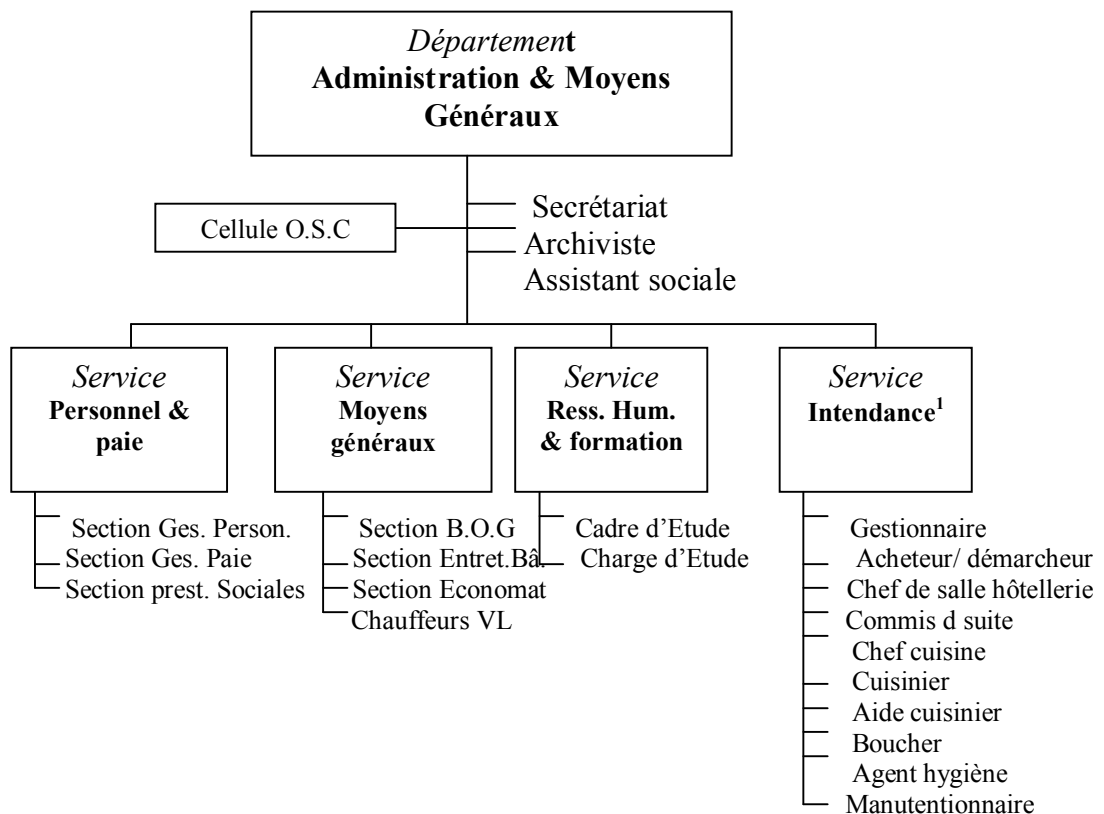 Département
Administration & Moyens
Généraux
Secrétariat
Cellule O.S.C
Archiviste
Assistant sociale
Service
Personnel &
paie
Service
Moyens
généraux
Service
Ress. Hum.
& formation
Service
Intendance¹
Section Ges. Person.
Section Ges. Paie
Section prest. Sociales
Section B.O.G
Section Entret.Bâ.
Section Economat
Chauffeurs VL
Cadre d’Etude
Charge d’Etude
Gestionnaire
Acheteur/ démarcheur
Chef de salle hôtellerie
Commis d suite
Chef cuisine
Cuisinier
Aide cuisinier
Boucher
Agent hygiène
Manutentionnaire